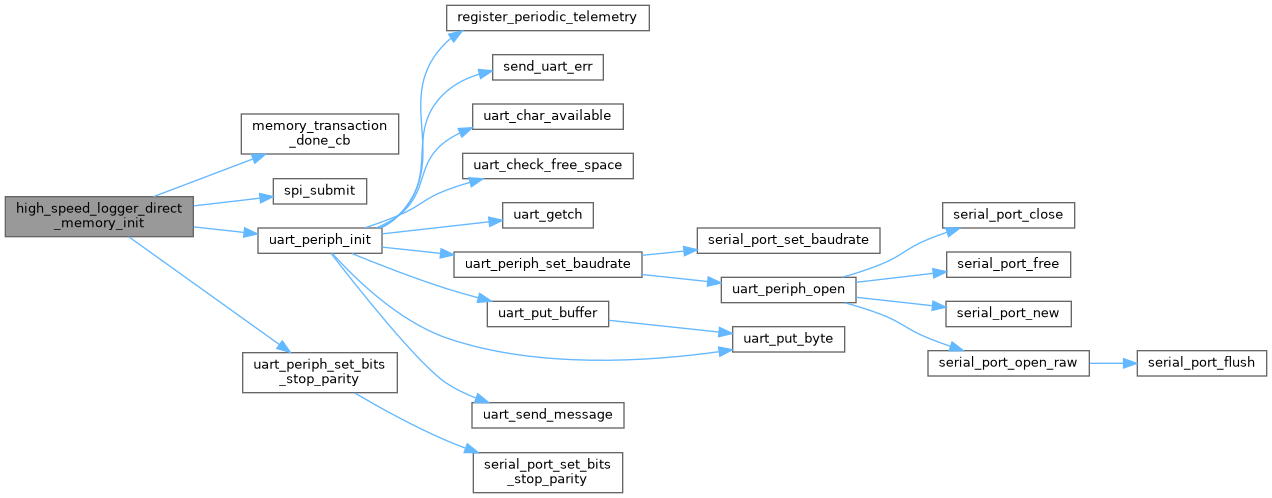 register_periodic_telemetry
send_uart_err
uart_char_available
memory_transaction
_done_cb
uart_check_free_space
spi_submit
high_speed_logger_direct
_memory_init
uart_getch
serial_port_close
uart_periph_init
serial_port_set_baudrate
uart_periph_set_baudrate
serial_port_free
uart_periph_open
uart_put_buffer
serial_port_new
uart_put_byte
uart_periph_set_bits
_stop_parity
serial_port_open_raw
serial_port_flush
uart_send_message
serial_port_set_bits
_stop_parity